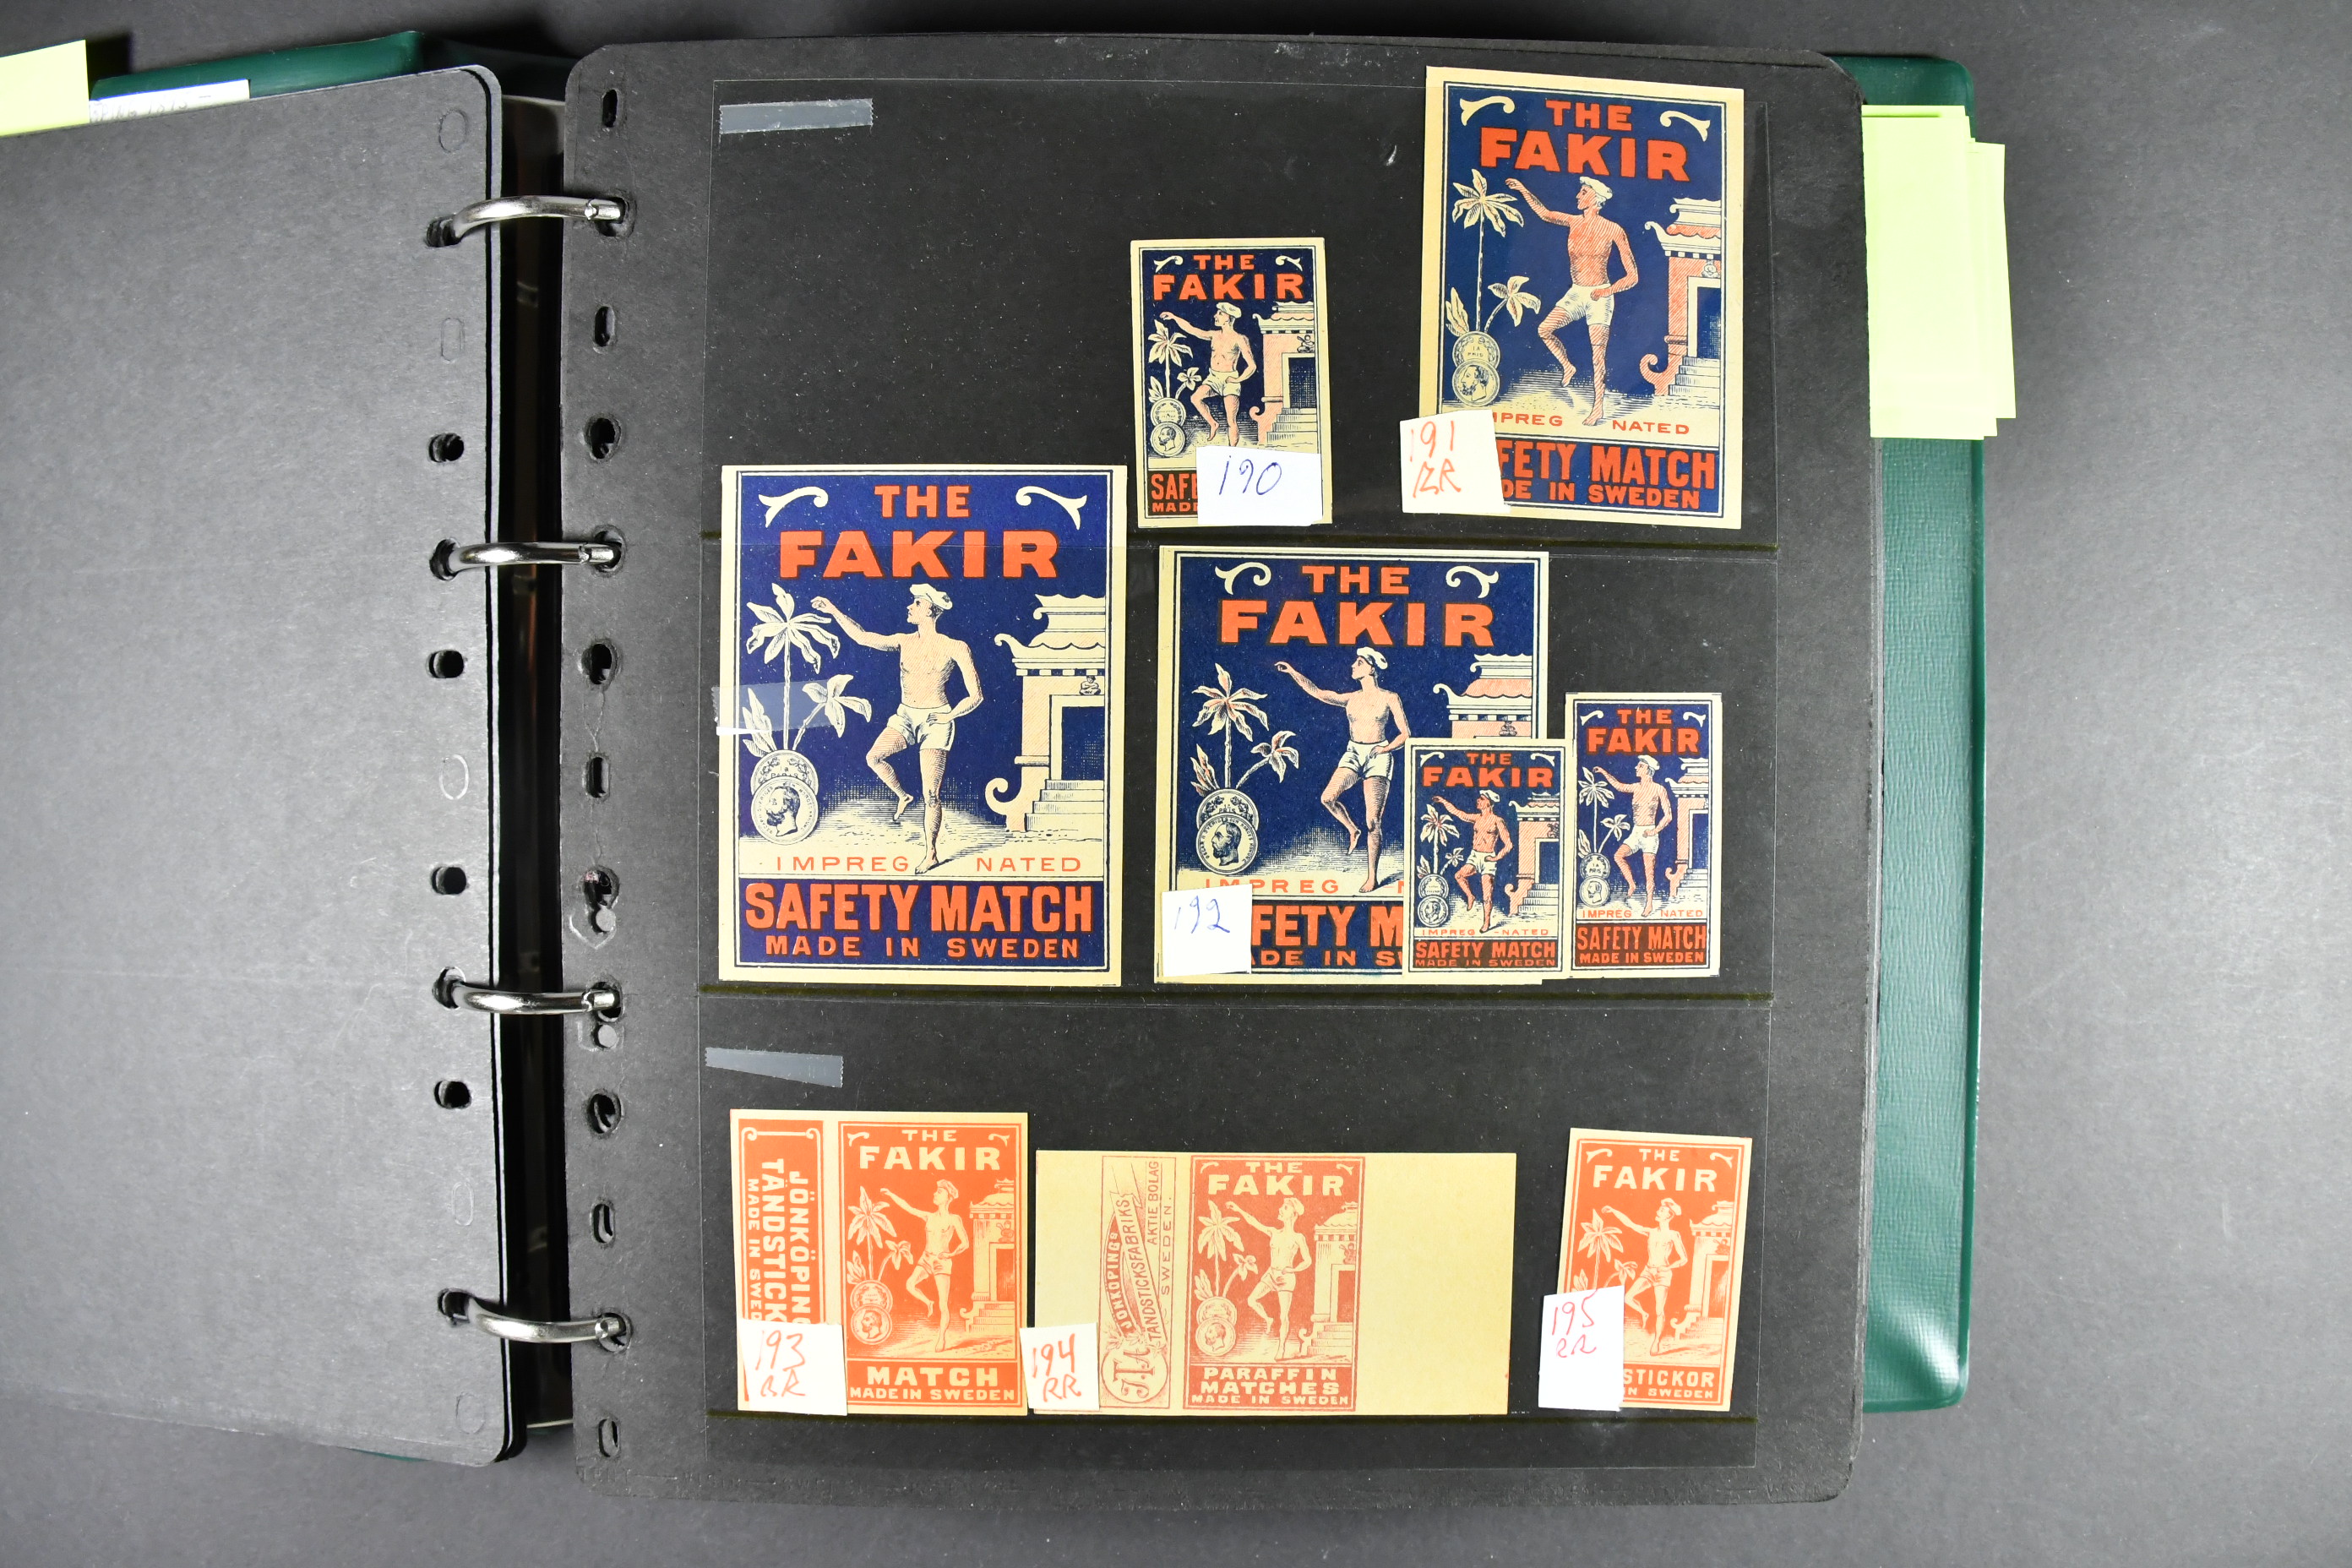 THE
FAKIR
SAFE
MADE
190
THE
FAKIR
IMPREG NATED
FETY MATCH
DE IN SWEDEN
191
RR
THE
FAKIR
IMPREG NATED
SAFETY MATCH
MADE IN SWEDEN
THE
FAKIR
IMPREG N
FETY M
ADE IN SW
192
THE
FAKIR
IMPREG NATED
SAFETY MATCH
MADE IN SWEDEN
THE
FAKIR
IMPREG NATED
SAFETY MATCH
MADE IN SWEDEN
JÖNKÖPING
TÄNDSTICK
MADE IN SWED
THE
FAKIR
MATCH
MADE IN SWEDEN
193
RR
JÖNKÖPINGS
TÄNDSTICKSFABRIKS
AKTIE BOLAG
SWEDEN.
THE
FAKIR
PARAFFIN
MATCHES
MADE IN SWEDEN
194
RR
THE
FAKIR
STICKOR
IN SWEDEN
195
RR